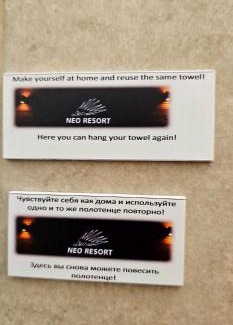 Make yourself at home and reuse the same towel!
NEO RESORT
Here you can hang your towel again!
Чувствуйте себя как дома и используйте
одно и то же полотенце повторно!
NEO RESORT
Здесь вы снова можете повесить
полотенце!